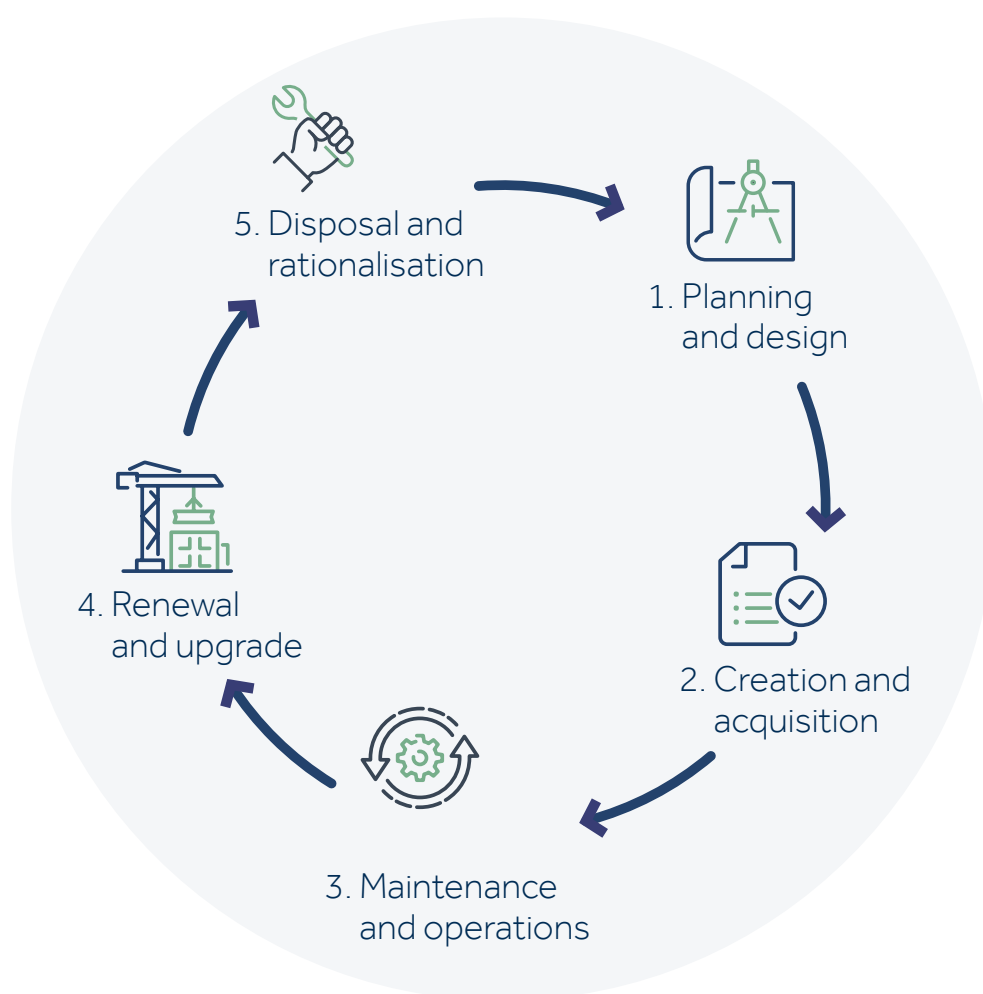 1. Planning
and design
2. Creation and
acquisition
3. Maintenance
and operations
4. Renewal
and upgrade
5. Disposal and
rationalisation